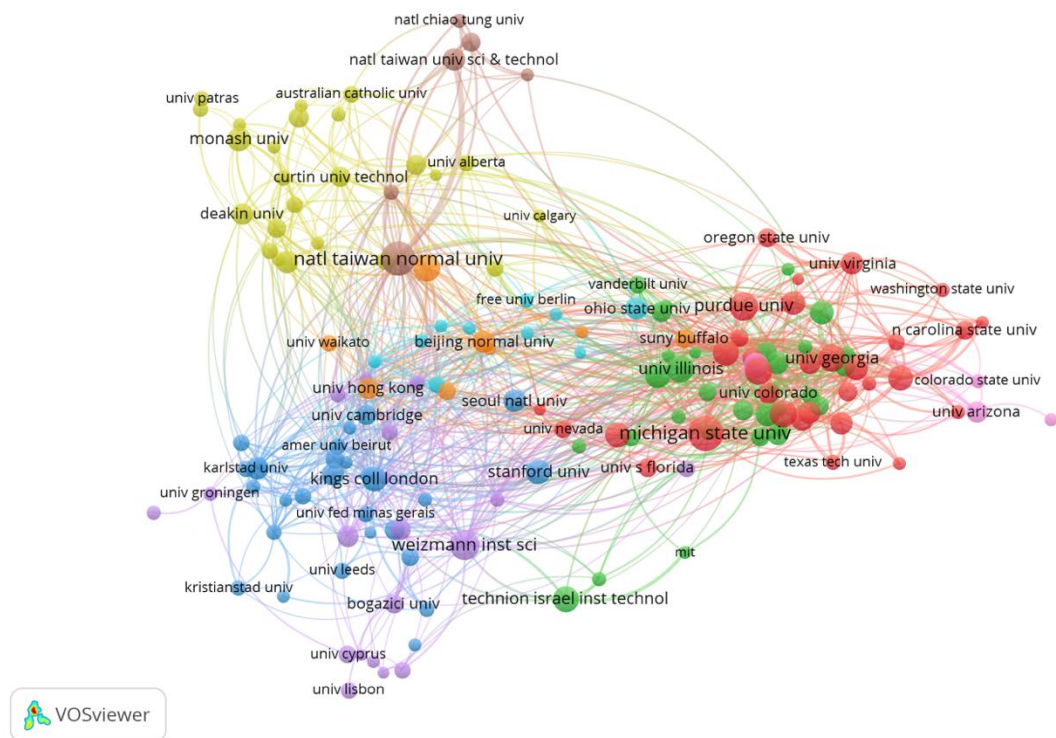 natl chiao tung univ
natl taiwan univ sci & technol
univ patras
australian catholic univ
monash univ
univ alberta
curtin univ technol
deakin univ
univ calgary
oregon state univ
natl taiwan normal univ
univ virginia
vanderbilt univ
washington state univ
free univ berlin
ohio state univ
purdue univ
n carolina state univ
univ waikato
beijing normal univ
suny buffalo
univ illinois
univ georgia
univ hong kong
colorado state univ
seoul natl univ
univ colorado
univ cambridge
univ arizona
univ nevada
michigan state univ
amer univ beirut
karlstad univ
texas tech univ
kings coll london
stanford univ
univ s florida
univ groningen
univ fed minas gerais
weizmann inst sci
mit
univ leeds
kristianstad univ
bogazici univ
technion israel inst technol
univ cyprus
univ lisbon
VOSviewer